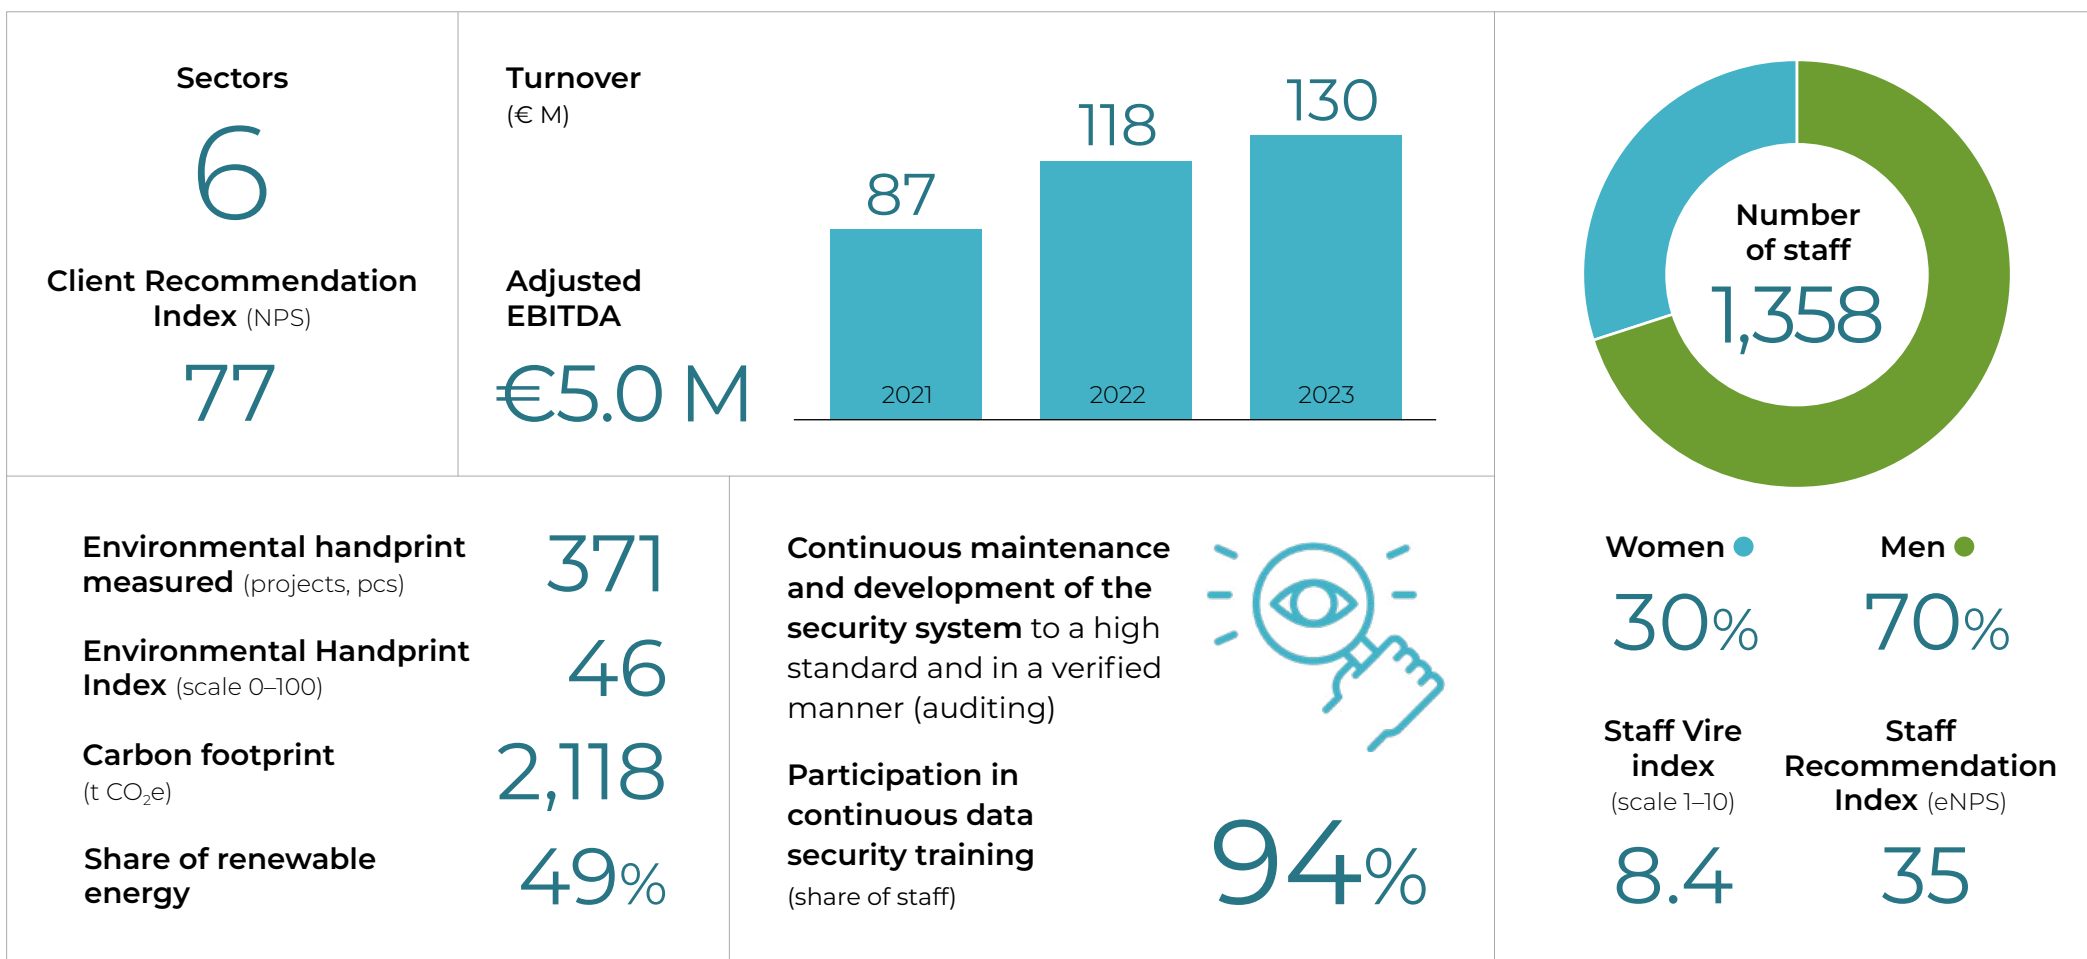 Sectors
6
Client Recommendation
Index (NPS)
77
Turnover
(€ M)
Adjusted
EBITDA
€5.0 M
87
118
130
2021
2022
2023
Number
of staff
1,358
Women
Men
30%
70%
Staff Vire
index
(scale 1–10)
8.4
Staff
Recommendation
Index (eNPS)
35
Environmental handprint
measured (projects, pcs)
371
Environmental Handprint
Index (scale 0–100)
46
Carbon footprint
(t CO₂e)
2,118
Share of renewable
energy
49%
Continuous maintenance
and development of the
security system to a high
standard and in a verified
manner (auditing)
Participation in
continuous data
security training
(share of staff)
94%